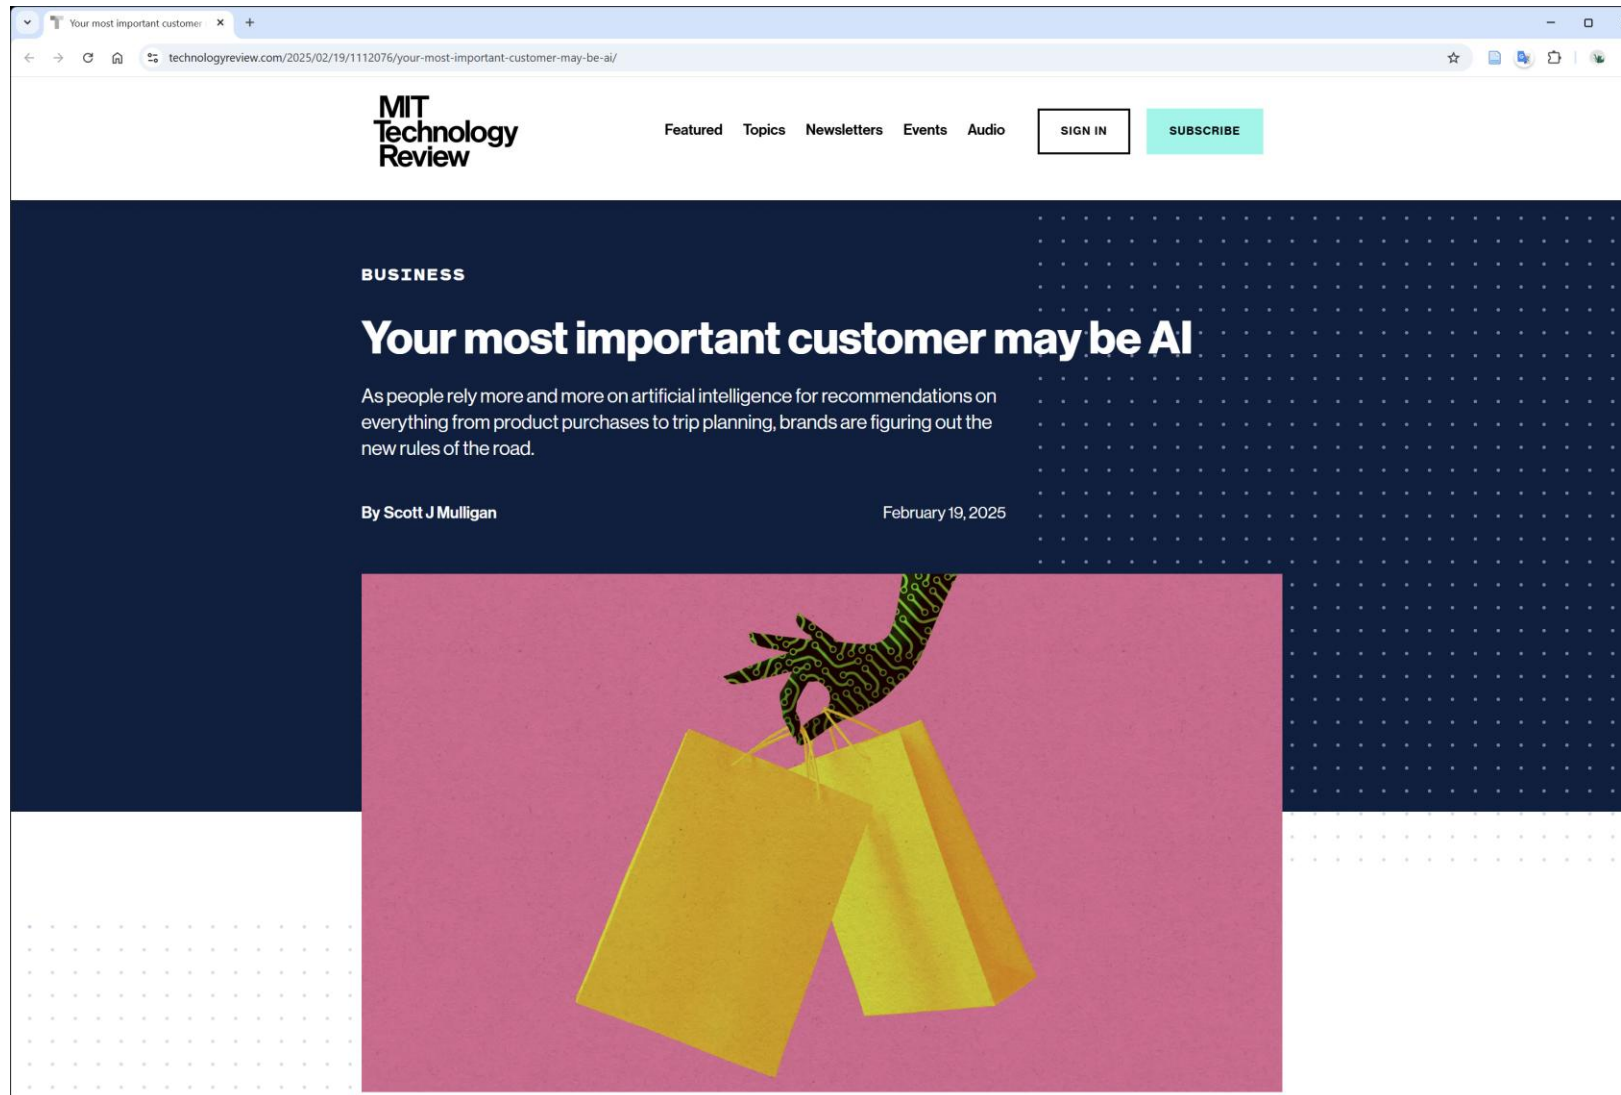 Your most important customer
technologyreview.com/2025/02/19/1112076/your-most-important-customer-may-be-ai/
MIT
Technology
Review
Featured Topics Newsletters Events Audio SIGN IN SUBSCRIBE
BUSINESS
Your most important customer may be AI
As people rely more and more on artificial intelligence for recommendations on
everything from product purchases to trip planning, brands are figuring out the
new rules of the road.
By Scott J Mulligan February 19, 2025